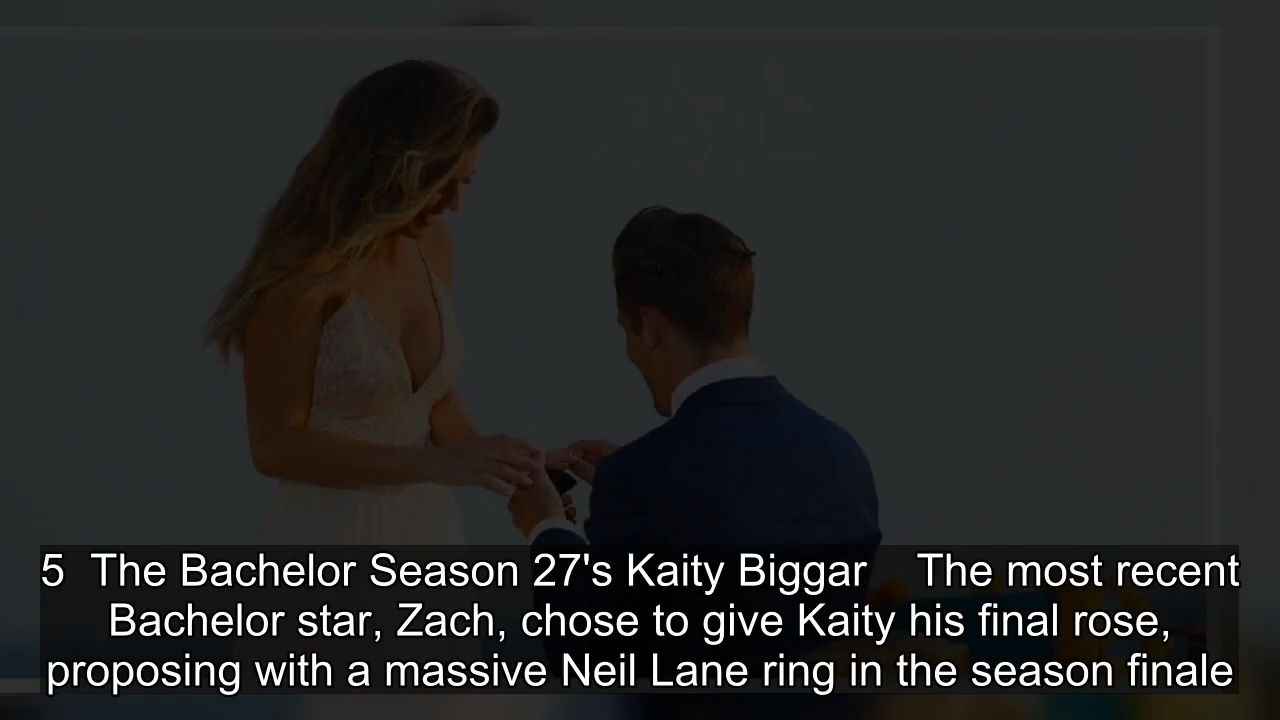 5  The Bachelor Season 27's Kaity Biggar    The most recent
Bachelor star, Zach, chose to give Kaity his final rose,
proposing with a massive Neil Lane ring in the season finale